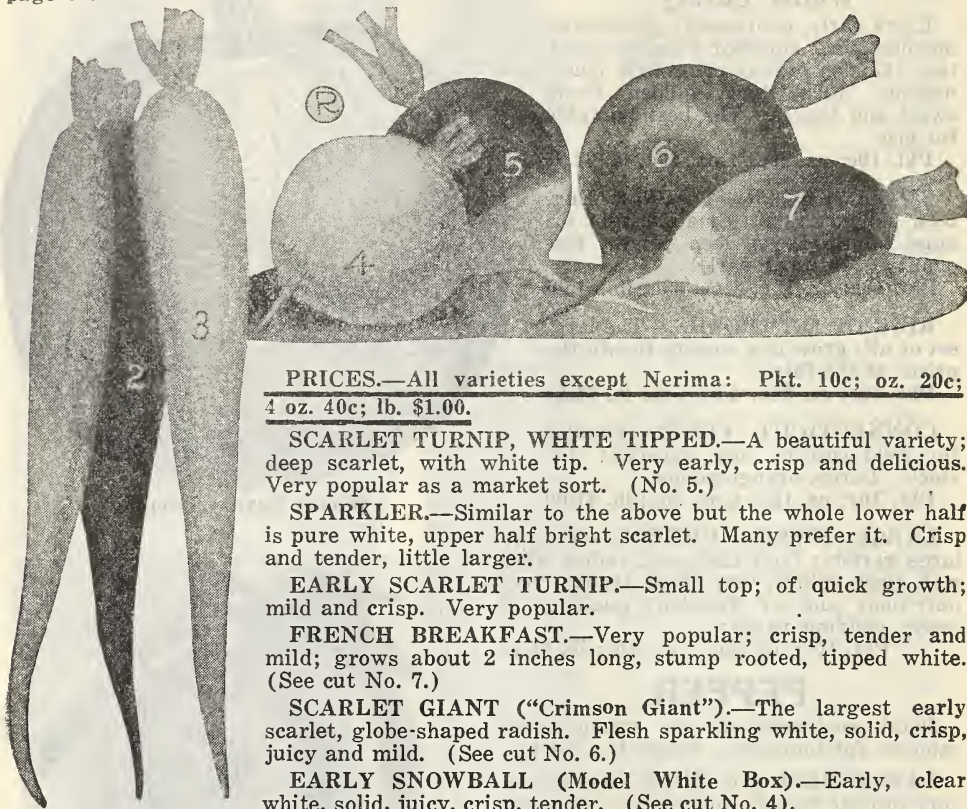 R
5
6
7
4
3
2
PRICES.—All varieties except Nerima: Pkt. 10c; oz. 20c;
4 oz. 40c; lb. $1.00.
SCARLET TURNIP, WHITE TIPPED.—A beautiful variety;
deep scarlet, with white tip. Very early, crisp and delicious.
Very popular as a market sort. (No. 5.)
SPARKLER.—Similar to the above but the whole lower half
is pure white, upper half bright scarlet. Many prefer it. Crisp
and tender, little larger.
EARLY SCARLET TURNIP.—Small top; of quick growth;
mild and crisp. Very popular.
FRENCH BREAKFAST.—Very popular; crisp, tender and
mild; grows about 2 inches long, stump rooted, tipped white.
(See cut No. 7.)
SCARLET GIANT ("Crimson Giant").—The largest early
scarlet, globe-shaped radish. Flesh sparkling white, solid, crisp,
juicy and mild. (See cut No. 6.)
EARLY SNOWBALL (Model White Box).—Early, clear
white, solid, juicy, crisp, tender. (See cut No. 4).